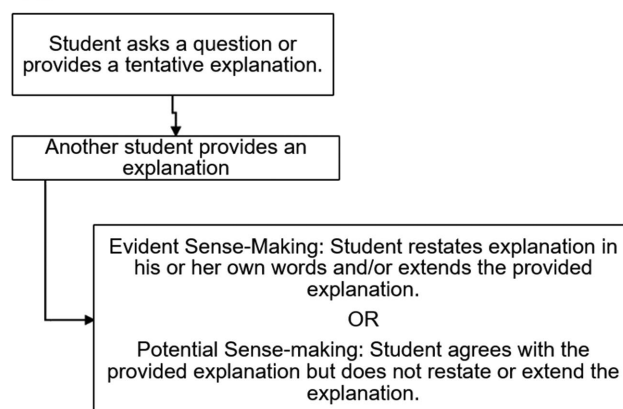 Student asks a question or
provides a tentative explanation.
Another student provides an
explanation
Evident Sense-Making: Student restates explanation in
his or her own words and/or extends the provided
explanation.
OR
Potential Sense-making: Student agrees with the
provided explanation but does not restate or extend the
explanation.